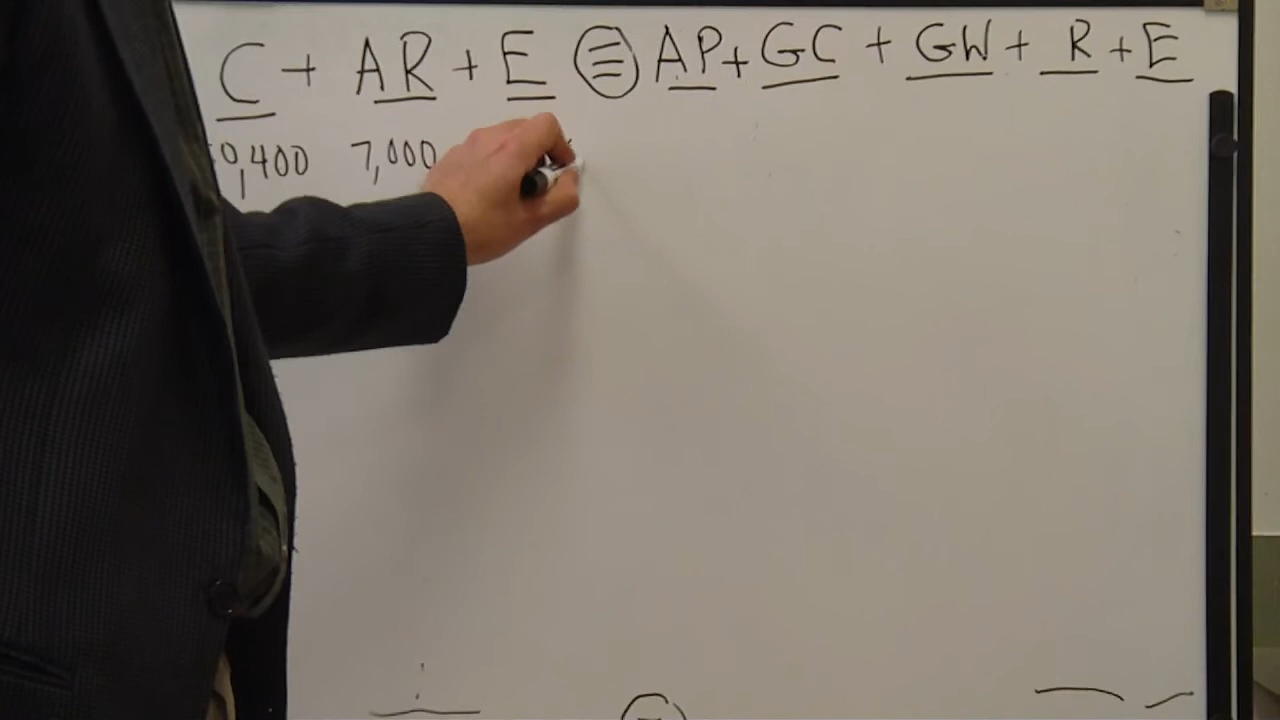 C + AR + E = AP + GC + GW + R + E
0,400 7,000